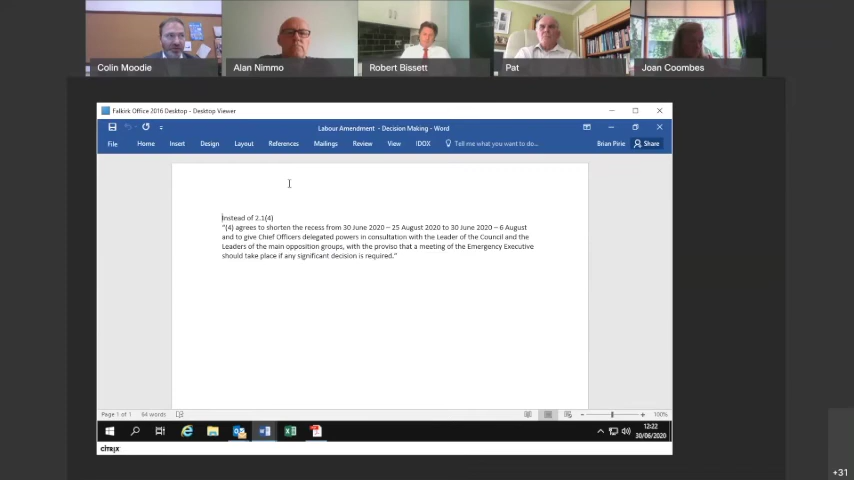 Colin Moodie
Alan Nimmo
Robert Bissett
Pat
Joan Coombes
Falkirk Office 2016 Desktop - Desktop Viewer
Labour Amendment - Decision Making - Word
File Home Insert Design Layout References Mailings Review View IDOX Tell me what you want to do... Brian Pirie Share
Instead of 2.1(4)
"(4) agrees to shorten the recess from 30 June 2020 – 25 August 2020 to 30 June 2020 – 6 August
and to give Chief Officers delegated powers in consultation with the Leader of the Council and the
Leaders of the main opposition groups, with the proviso that a meeting of the Emergency Executive
should take place if any significant decision is required."
Page 1 of 1 64 words 100%
12:22
30/06/2020
CITRIX
+31